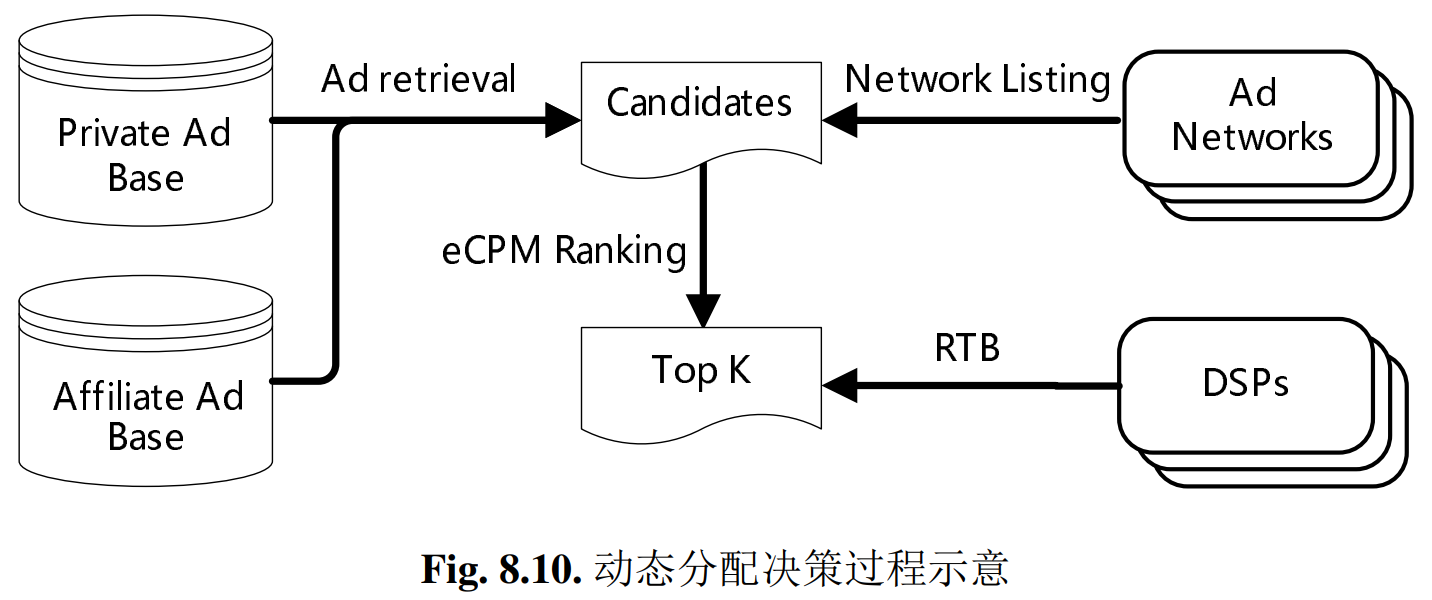 Private Ad
Base
Ad retrieval
Candidates
Network Listing
Ad
Networks
eCPM Ranking
Affiliate Ad
Base
Top K
RTB
DSPs
Fig. 8.10. 动态分配决策过程示意